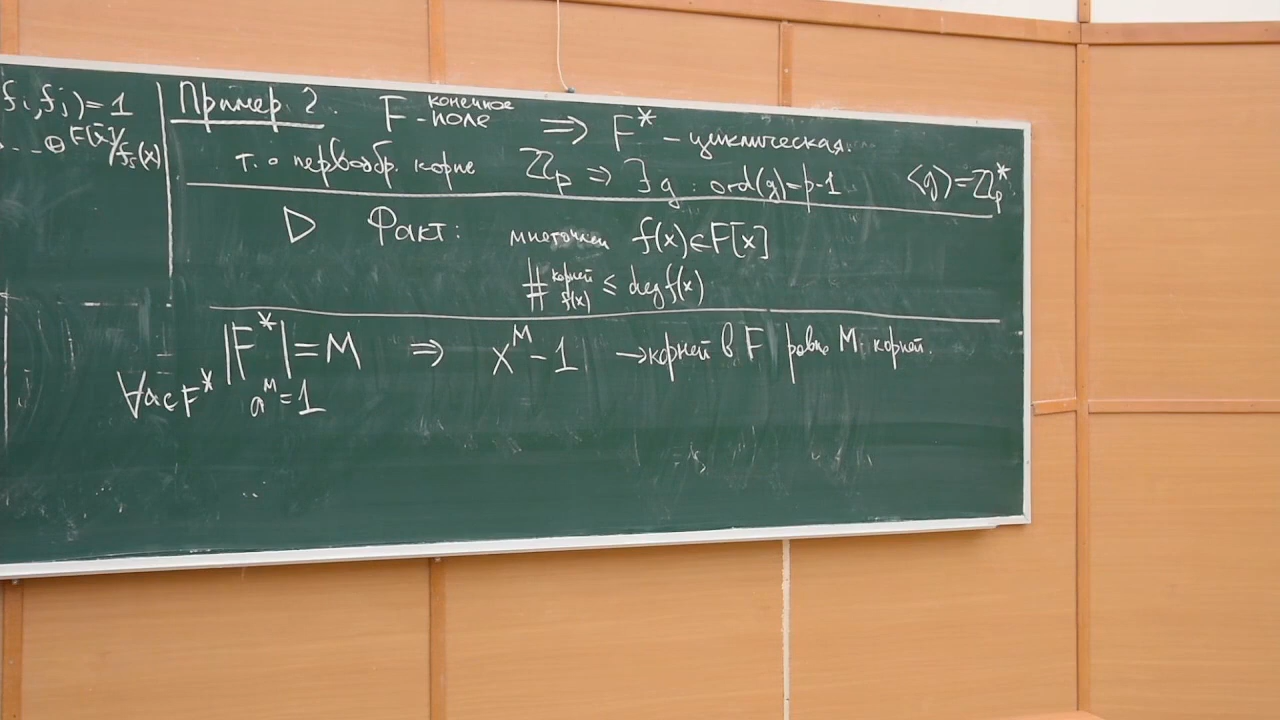 f_i, f_j) = 1
... ⊕ F[x]/f_s(x)
Пример 2. F - конечное поле ⇒ F* - циклическая.
т. о первообр. корне ℤ_p ⇒ ∃ g : ord(g) = p-1 ⟨g⟩ = ℤ_p*
▷ Факт: многочлен f(x) ∈ F[x]
# корней f(x) ≤ deg f(x)
|F*| = M ⇒ x^M - 1 → корней в F ровно M корней.
∀a∈F* a^M = 1